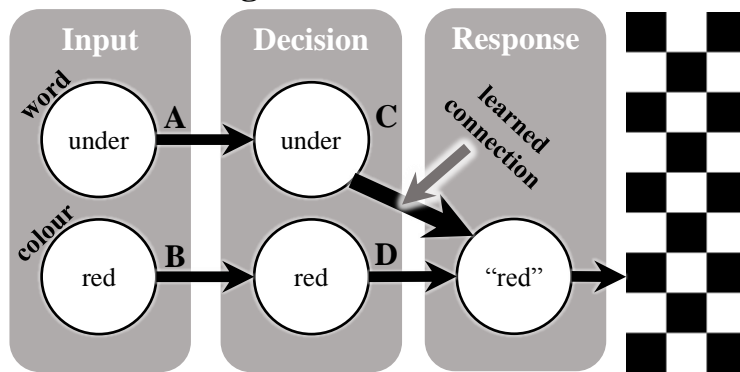 Input
Decision
Response
word
under
A
under
C
learned
connection
colour
red
B
red
D
“red”